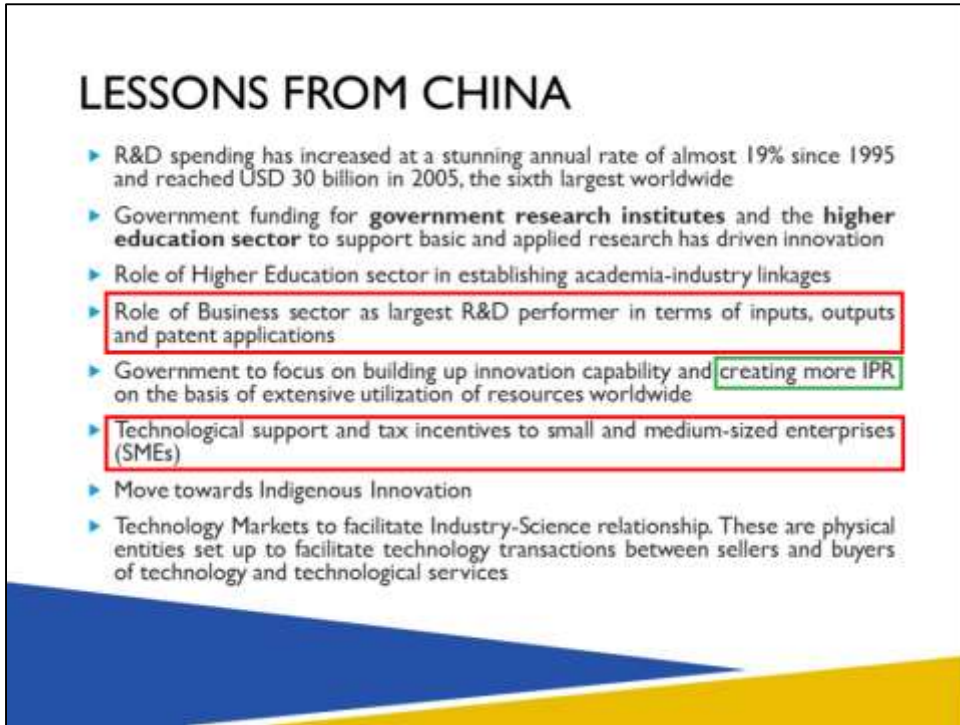 LESSONS FROM CHINA
R&D spending has increased at a stunning annual rate of almost 19% since 1995
and reached USD 30 billion in 2005, the sixth largest worldwide
Government funding for government research institutes and the higher
education sector to support basic and applied research has driven innovation
Role of Higher Education sector in establishing academia-industry linkages
Role of Business sector as largest R&D performer in terms of inputs, outputs
and patent applications
Government to focus on building up innovation capability and creating more IPR
on the basis of extensive utilization of resources worldwide
Technological support and tax incentives to small and medium-sized enterprises
(SMEs)
Move towards Indigenous Innovation
Technology Markets to facilitate Industry-Science relationship. These are physical
entities set up to facilitate technology transactions between sellers and buyers
of technology and technological services